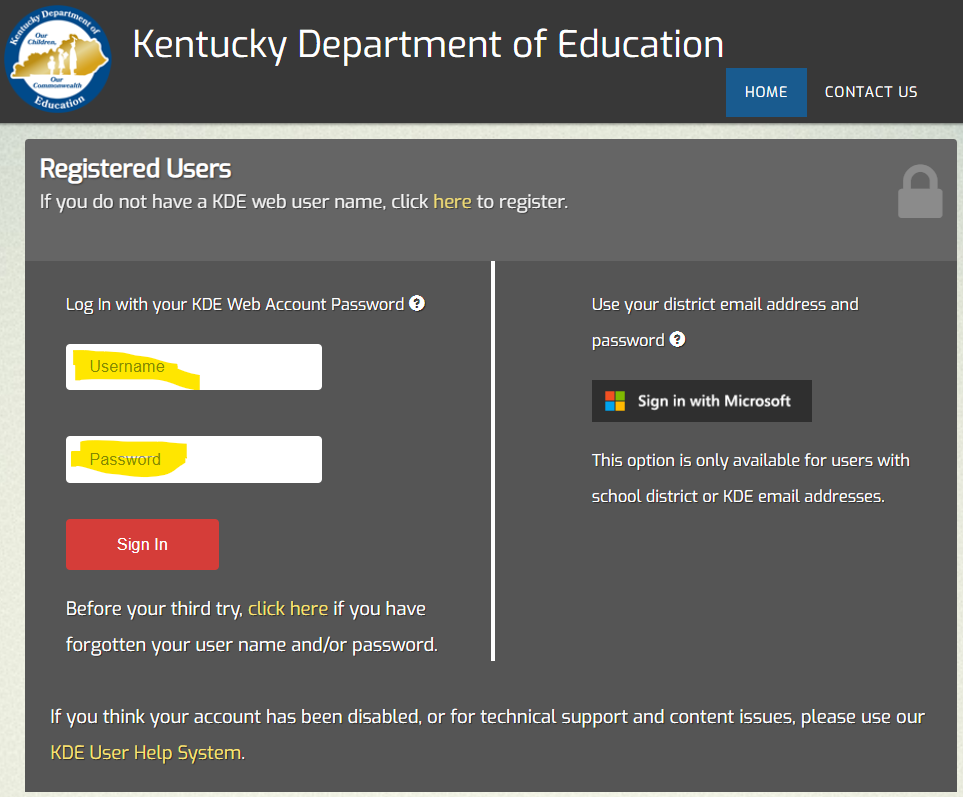 Kentucky Department of
Our
Children,
Our
Commonwealth
Education
Kentucky Department of Education
HOME CONTACT US
Registered Users
If you do not have a KDE web user name, click here to register.
Log In with your KDE Web Account Password ?
Username
Password
Sign In
Before your third try, click here if you have
forgotten your user name and/or password.
Use your district email address and
password ?
Sign in with Microsoft
This option is only available for users with
school district or KDE email addresses.
If you think your account has been disabled, or for technical support and content issues, please use our
KDE User Help System.